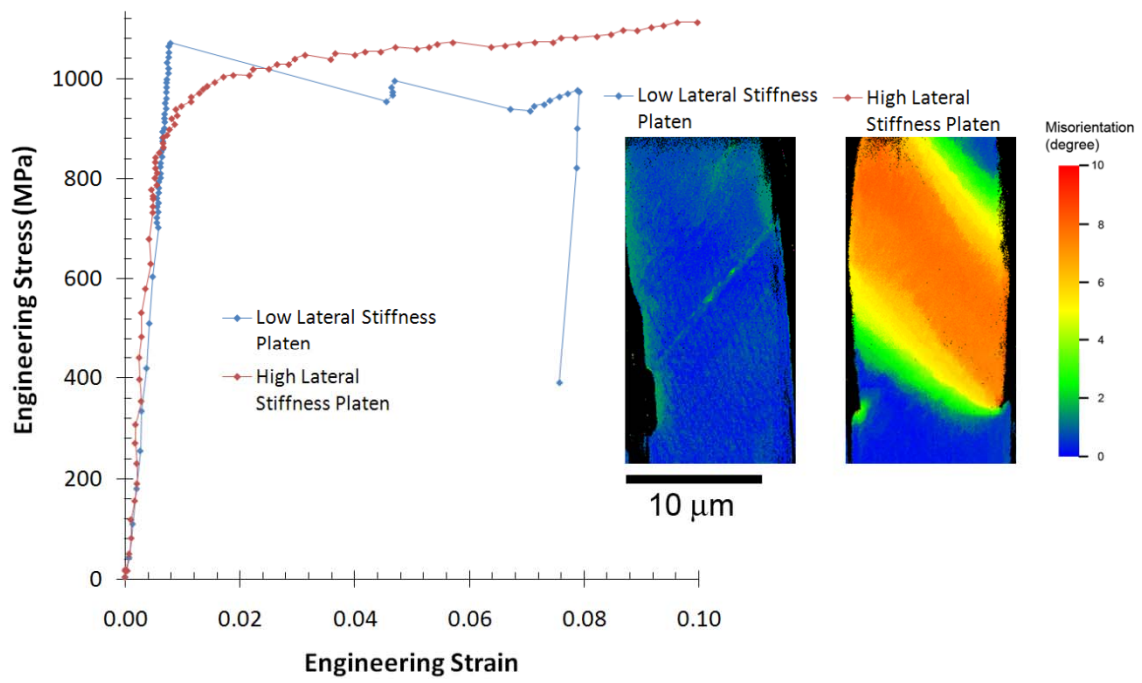 Engineering Stress (MPa)
1000
800
600
400
200
0
0.00 0.02 0.04 0.06 0.08 0.10
Engineering Strain
Low Lateral Stiffness
Platen
High Lateral
Stiffness Platen
Low Lateral Stiffness
Platen
High Lateral
Stiffness Platen
Misorientation
(degree)
10
8
6
4
2
0
10 μm